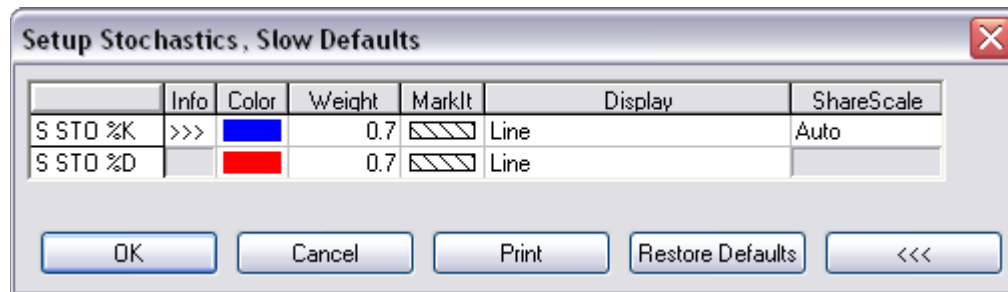 Setup Stochastics, Slow Defaults
Info Color Weight MarkIt Display ShareScale
S STO %K >>> 0.7 Line Auto
S STO %D 0.7 Line
OK Cancel Print Restore Defaults <<<